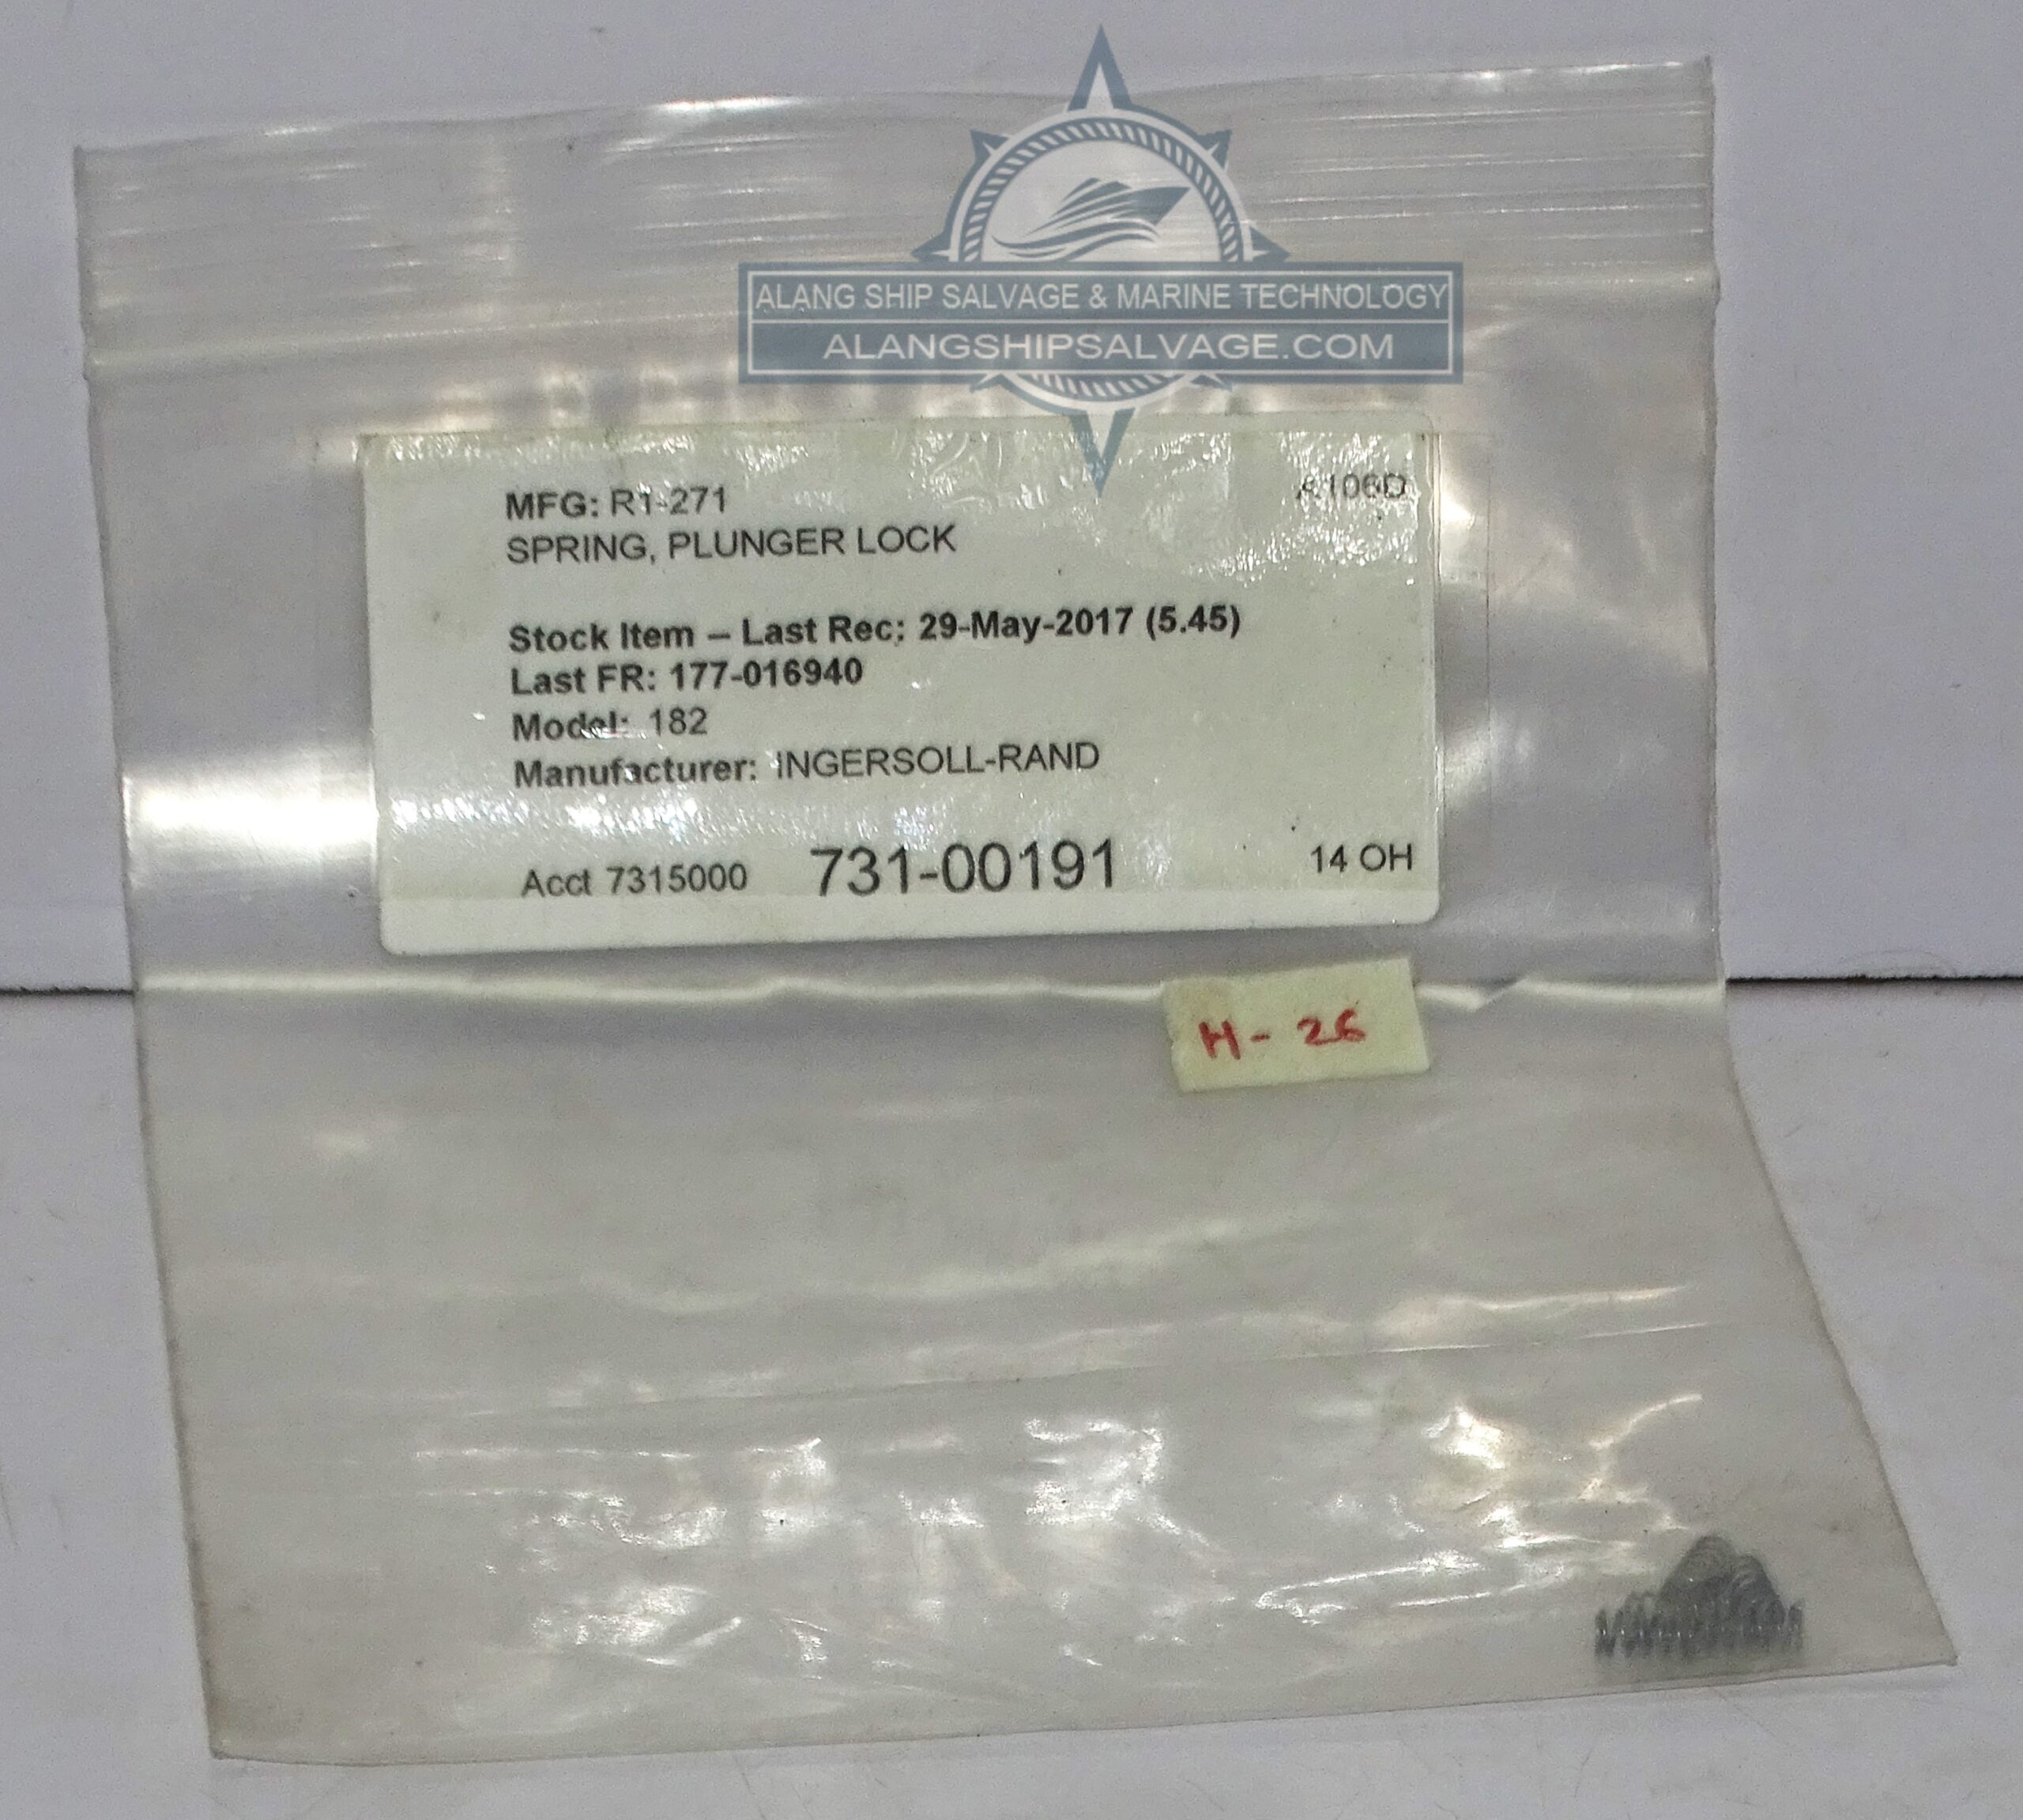 ALANG SHIP SALVAGE & MARINE TECHNOLOGY
ALANGSHIPSALVAGE.COM
MFG: R1-271
A106D
SPRING, PLUNGER LOCK
Stock Item – Last Rec: 29-May-2017 (5.45)
Last FR: 177-016940
Model: 182
Manufacturer: INGERSOLL-RAND
Acct 7315000 731-00191 14 OH
H- 26